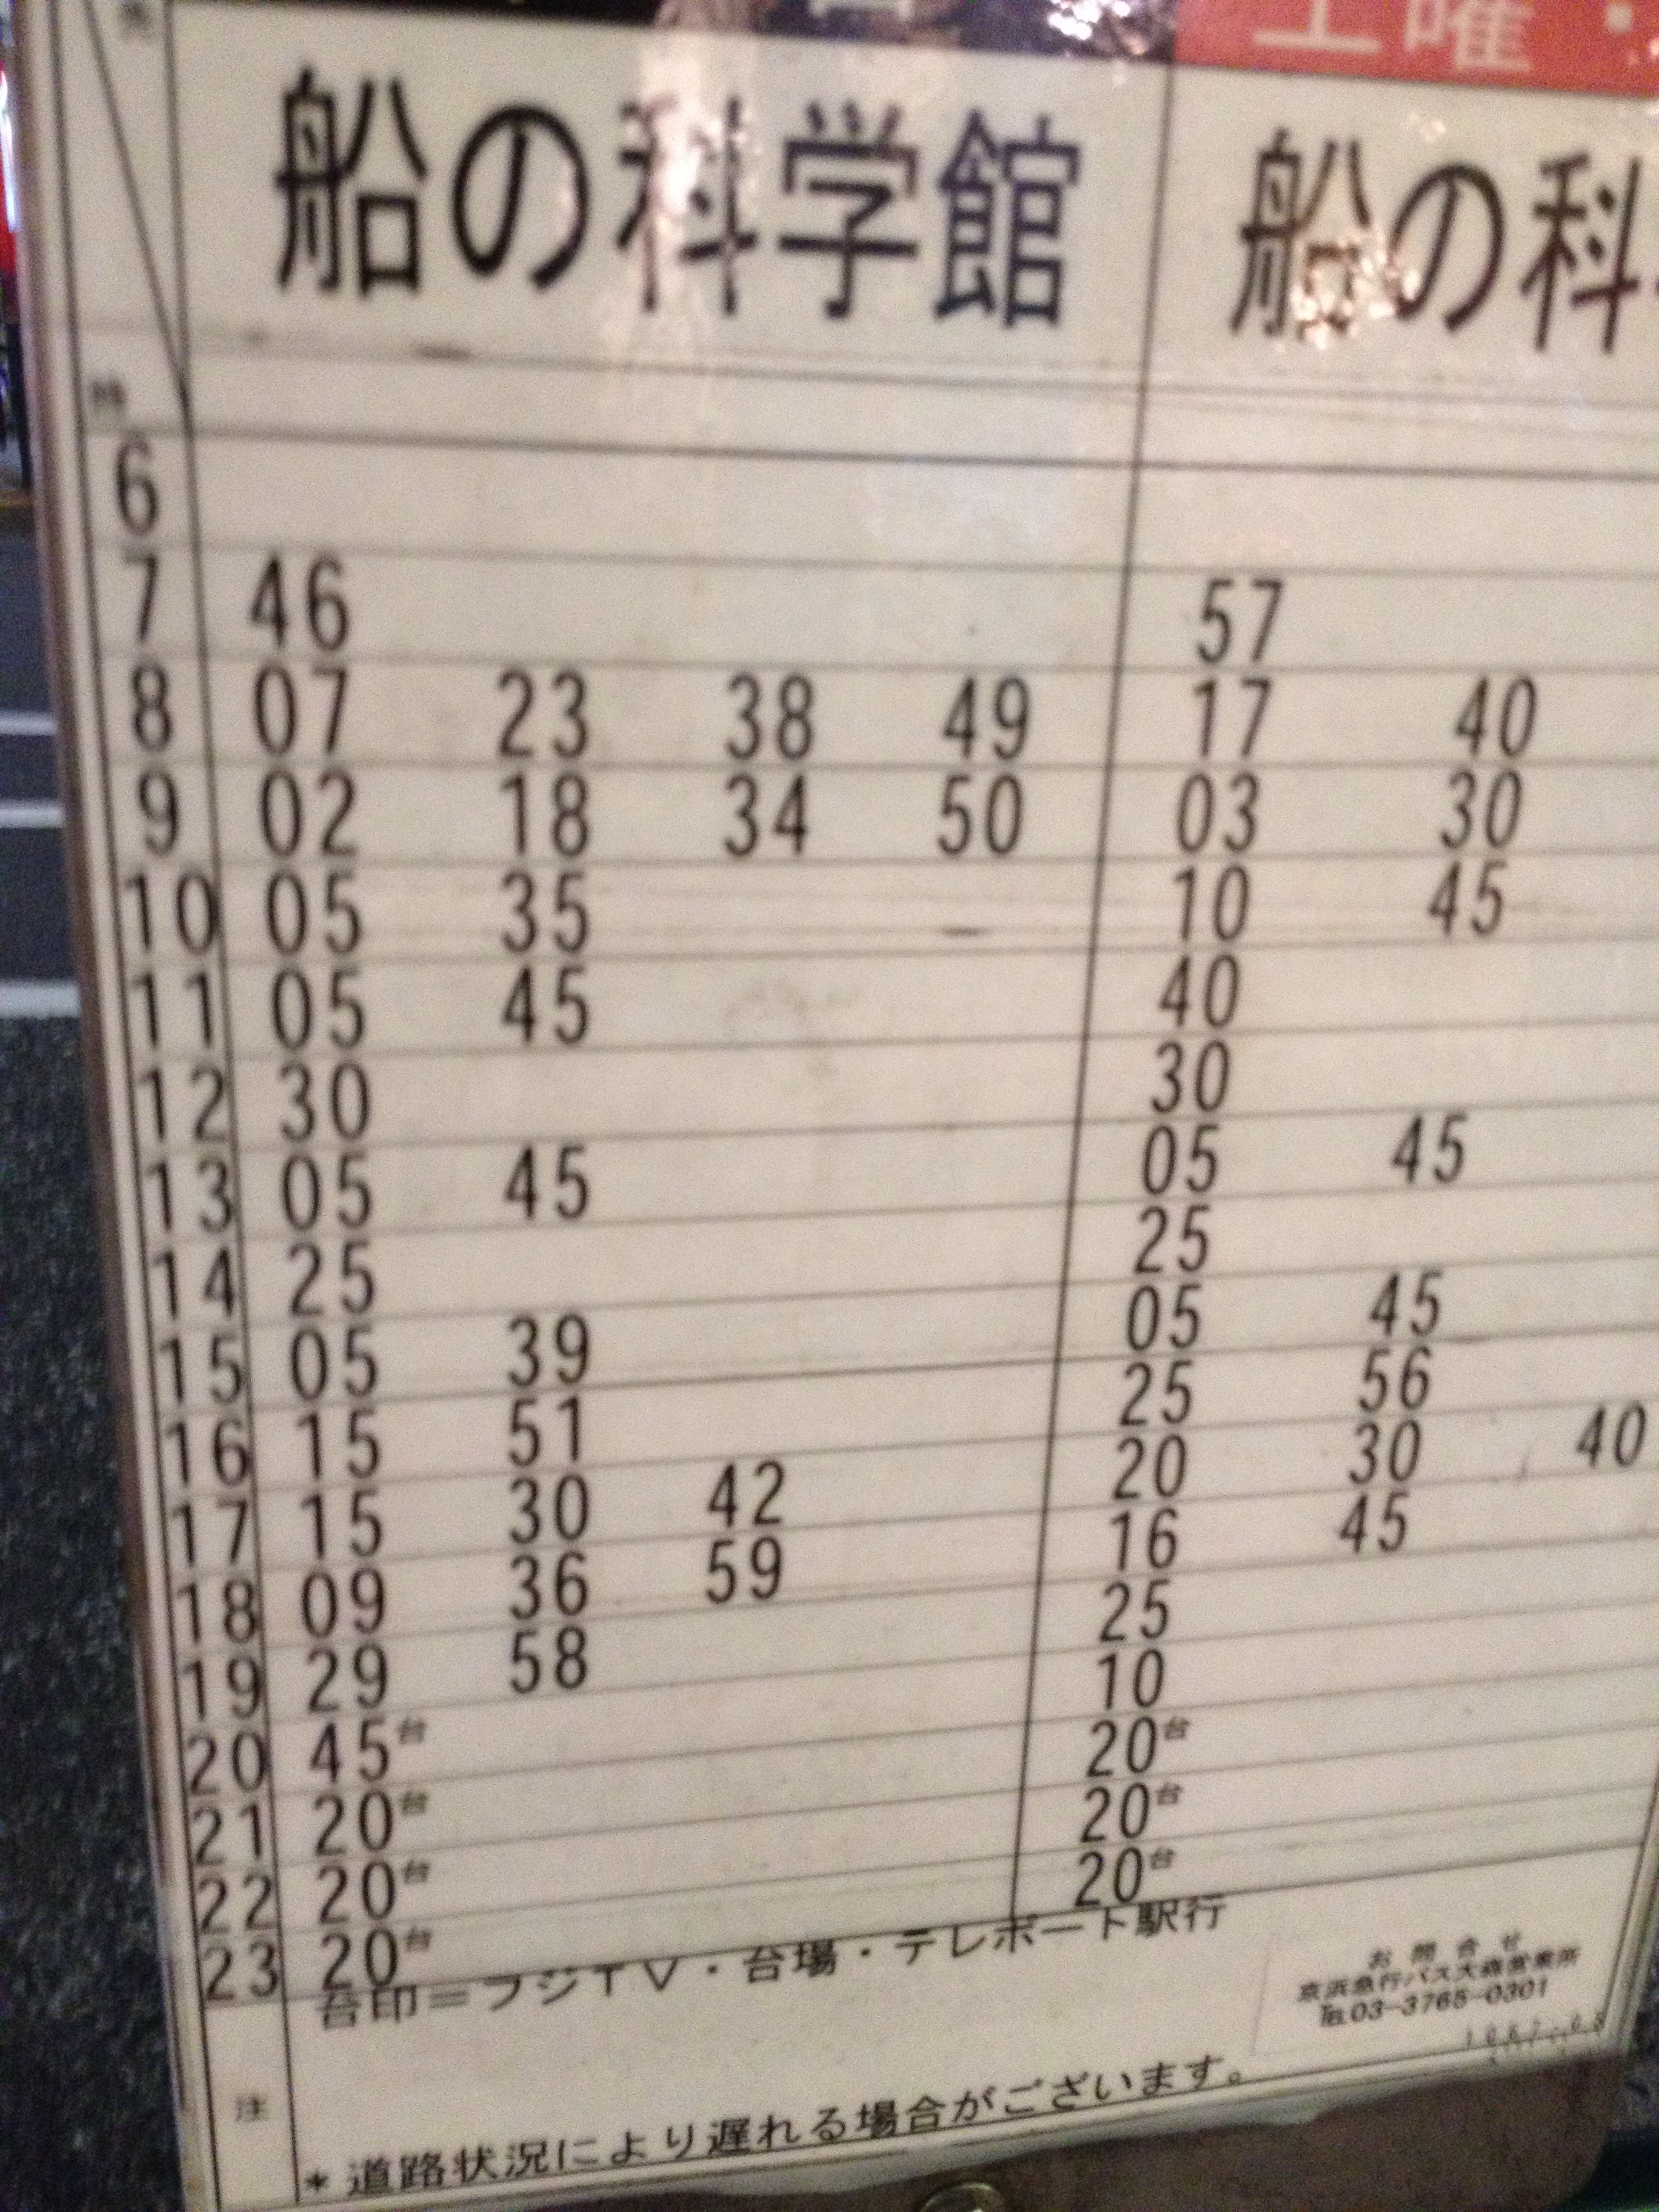 土曜・
船の科学館 船の科
時
6
7 46 57
8 07 23 38 49 17 40
9 02 18 34 50 03 30
10 05 35 10 45
11 05 45 40
12 30 30
13 05 45 05 45
14 25 25
15 05 39 05 45
16 15 51 25 56
17 15 30 42 20 30 40
18 09 36 59 16 45
19 29 58 25
20 45台 10
21 20台 20台
22 20台 20台
23 20台 20台
台印=フジTV・台場・テレポート駅行
お問合せ
京浜急行バス大森営業所
℡03-3765-0301
注
*道路状況により遅れる場合がございます。